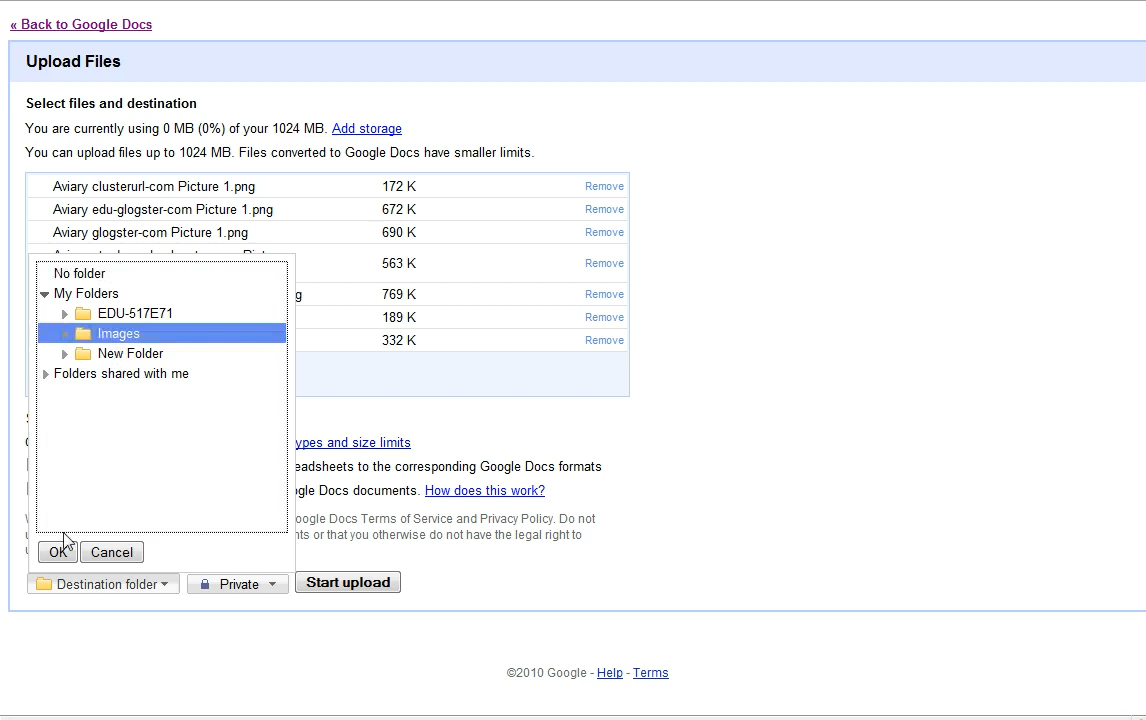 « Back to Google Docs
Upload Files
Select files and destination
You are currently using 0 MB (0%) of your 1024 MB. Add storage
You can upload files up to 1024 MB. Files converted to Google Docs have smaller limits.
Aviary clusterurl-com Picture 1.png 172 K Remove
Aviary edu-glogster-com Picture 1.png 672 K Remove
Aviary glogster-com Picture 1.png 690 K Remove
563 K Remove
g 769 K Remove
189 K Remove
332 K Remove
No folder
My Folders
EDU-517E71
Images
New Folder
Folders shared with me
OK Cancel
ypes and size limits
eadsheets to the corresponding Google Docs formats
gle Docs documents. How does this work?
oogle Docs Terms of Service and Privacy Policy. Do not
nts or that you otherwise do not have the legal right to
Destination folder Private Start upload
©2010 Google - Help - Terms